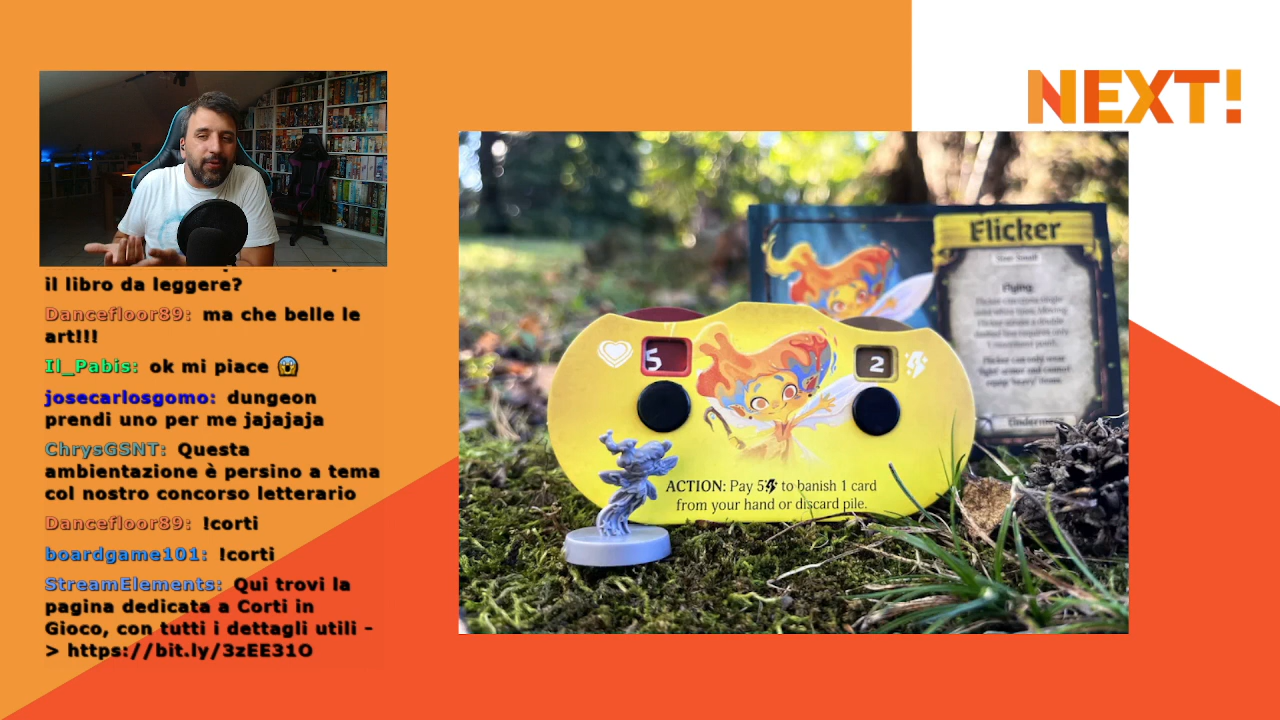 NEXT!
il libro da leggere?
Dancefloor89: ma che belle le
art!!!
Il_Pabis: ok mi piace 😱
josecarlosgomo: dungeon
prendi uno per me jajajaja
ChrysGSNT: Questa
ambientazione è persino a tema
col nostro concorso letterario
Dancefloor89: !corti
boardgame101: !corti
StreamElements: Qui trovi la
pagina dedicata a Corti in
Gioco, con tutti i dettagli utili -
> https://bit.ly/3zEE31O
Flicker
Flying
5
2
ACTION: Pay 5 to banish 1 card
from your hand or discard pile.